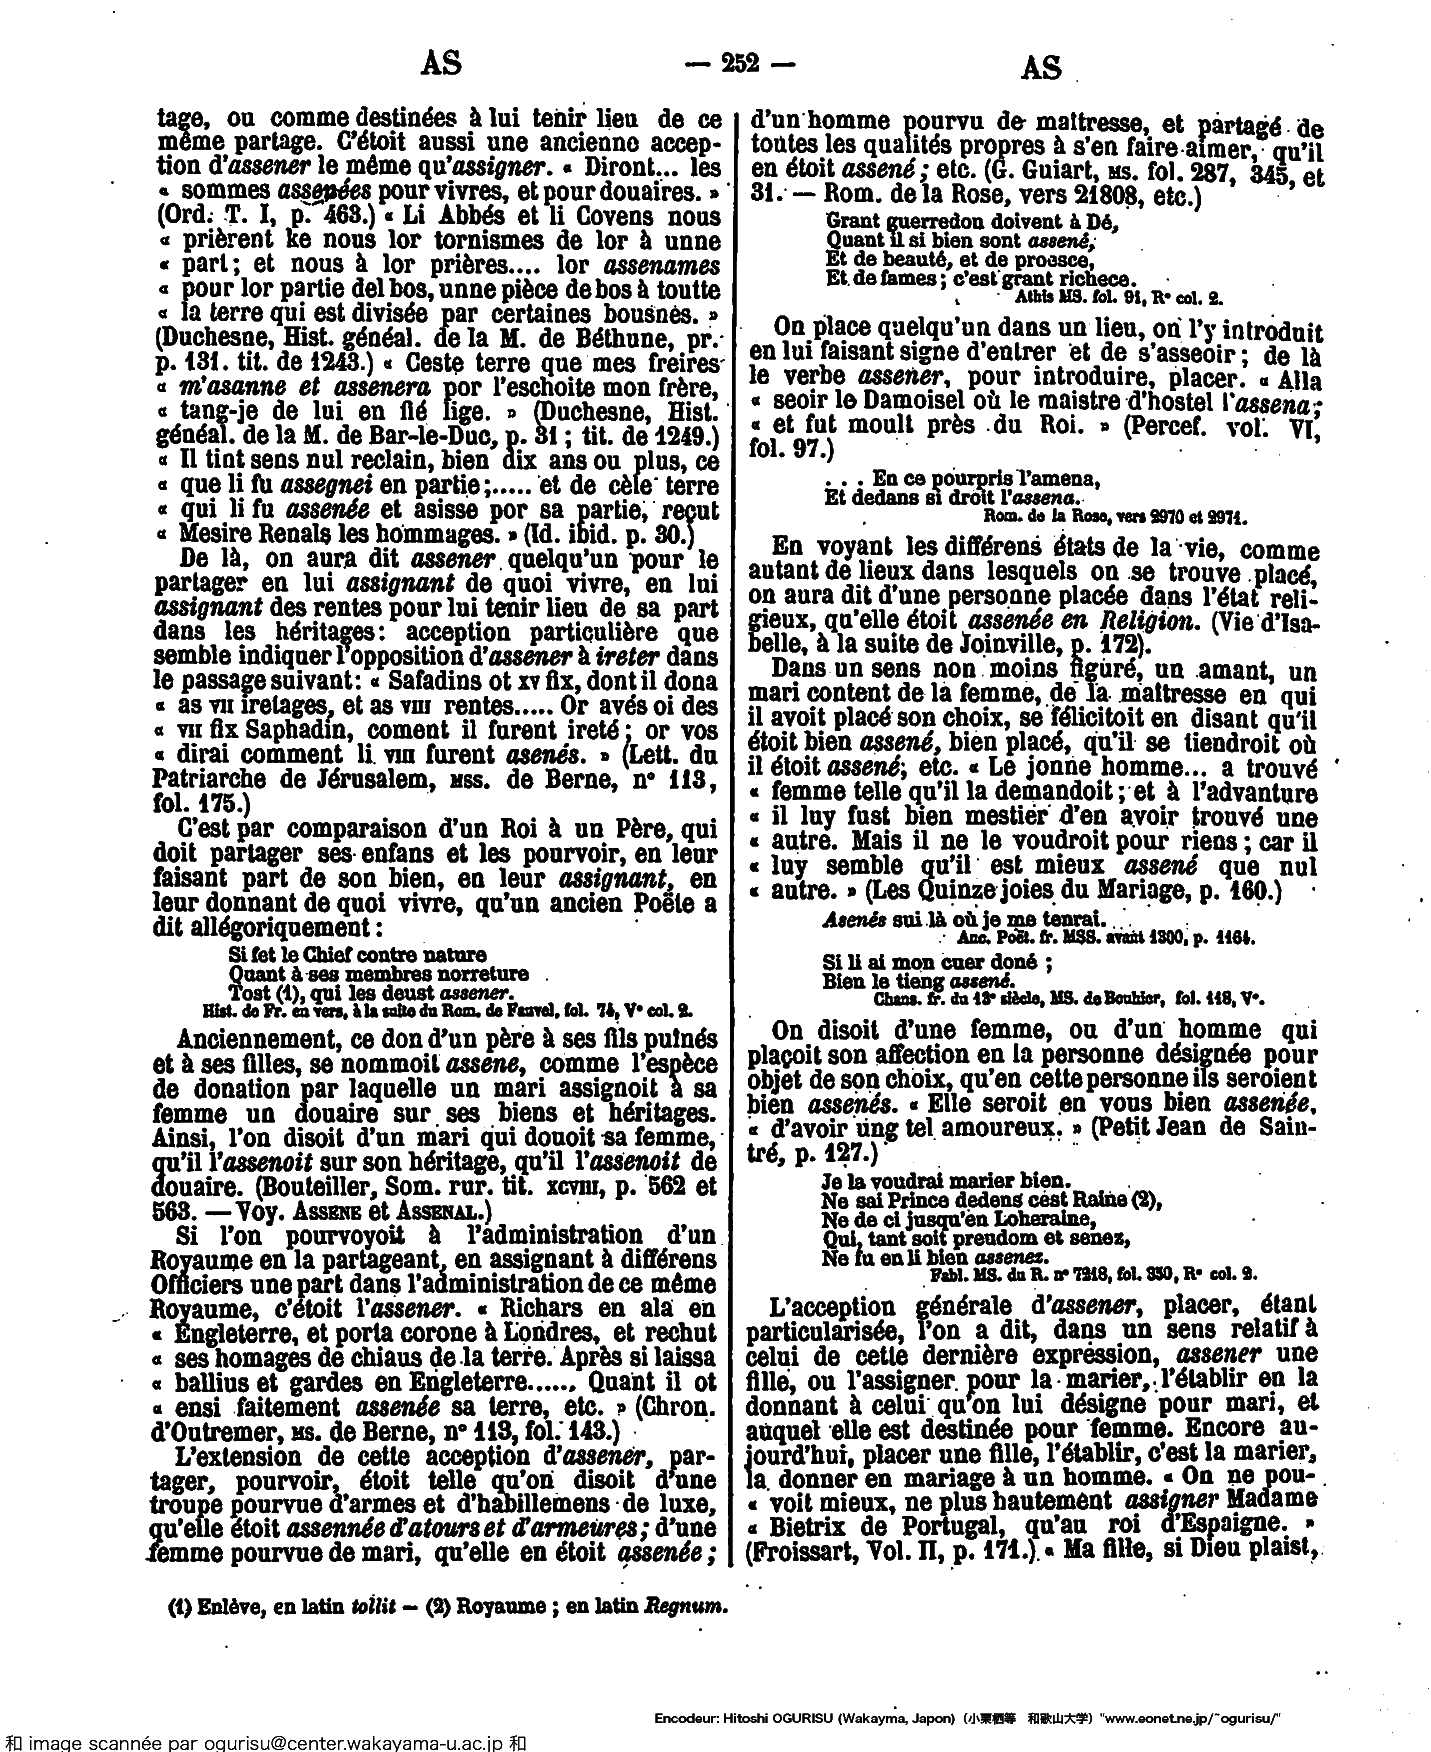 AS — 252 — AS
tage, ou comme destinées à lui tenir lieu de ce
même partage. C'étoit aussi une ancienne accep-
tion d'assener le même qu'assigner. « Diront... les
« sommes assenées pour vivres, et pour douaires. »
(Ord. T. I, p. 463.) « Li Abbés et li Covens nous
« prièrent ke nous lor tornismes de lor à unne
« part; et nous à lor prières.... lor assenames
« pour lor partie del bos, unne pièce de bos à toutte
« la terre qui est divisée par certaines bousnes. »
(Duchesne, Hist. généal. de la M. de Béthune, pr.
p. 131. tit. de 1243.) « Ceste terre que mes freires
« m'asanne et assenera por l'eschoite mon frère,
« tang-je de lui en fié lige. » (Duchesne, Hist.
généal. de la M. de Bar-le-Duc, p. 31 ; tit. de 1249.)
« Il tint sens nul reclain, bien dix ans ou plus, ce
« que li fu assegnei en partie;..... et de cèle terre
« qui li fu assenée et asisse por sa partie, reçut
« Mesire Renals les hommages. » (Id. ibid. p. 30.)
De là, on aura dit assener quelqu'un pour le
partager en lui assignant de quoi vivre, en lui
assignant des rentes pour lui tenir lieu de sa part
dans les héritages: acception particulière que
semble indiquer l'opposition d'assener à ireter dans
le passage suivant: « Safadins ot xv fix, dont il dona
« as VII iretages, et as VIII rentes..... Or avés oi des
« VII fix Saphadin, coment il furent ireté; or vos
« dirai comment li VIII furent asenés. » (Lett. du
Patriarche de Jérusalem, MSS. de Berne, n° 113,
fol. 175.)
C'est par comparaison d'un Roi à un Père, qui
doit partager ses enfans et les pourvoir, en leur
faisant part de son bien, en leur assignant, en
leur donnant de quoi vivre, qu'un ancien Poëte a
dit allégoriquement :
Si fet le Chief contre nature
Quant à ses membres norreture
Tost (1), qui les deust assener.
Hist. de Fr. en vers, à la suite du Rom. de Fauvel, fol. 74, V° col. 2.
Anciennement, ce don d'un père à ses fils puînés
et à ses filles, se nommoit assene, comme l'espèce
de donation par laquelle un mari assignoit à sa
femme un douaire sur ses biens et héritages.
Ainsi, l'on disoit d'un mari qui douoit sa femme,
qu'il l'assenoit sur son héritage, qu'il l'assenoit de
douaire. (Bouteiller, Som. rur. tit. XCVIII, p. 562 et
563. — Voy. ASSENE et ASSENAL.)
Si l'on pourvoyoit à l'administration d'un
Royaume en la partageant, en assignant à différens
Officiers une part dans l'administration de ce même
Royaume, c'étoit l'assener. « Richars en ala en
« Engleterre, et porta corone à Londres, et rechut
« ses homages de chiaus de la terre. Après si laissa
« ballius et gardes en Engleterre..... Quant il ot
« ensi faitement assenée sa terre, etc. » (Chron.
d'Outremer, MS. de Berne, n° 113, fol. 143.)
L'extension de cette acception d'assener, par-
tager, pourvoir, étoit telle qu'on disoit d'une
troupe pourvue d'armes et d'habillemens de luxe,
qu'elle étoit assennée d'atours et d'armeures; d'une
femme pourvue de mari, qu'elle en étoit assenée;
d'un homme pourvu de maîtresse, et partagé de
toutes les qualités propres à s'en faire aimer, qu'il
en étoit assené; etc. (G. Guiart, MS. fol. 287, 345, et
31. — Rom. de la Rose, vers 21808, etc.)
Grant guerredon doivent à Dé,
Quant il si bien sont assené,
Et de beauté, et de proesce,
Et de fames; c'est grant richece.
Athis MS. fol. 91, R° col. 2.
On place quelqu'un dans un lieu, on l'y introduit
en lui faisant signe d'entrer et de s'asseoir; de là
le verbe assener, pour introduire, placer. « Alla
« seoir le Damoisel où le maistre d'hostel l'assena;
« et fut moult près du Roi. » (Percef. vol. VI,
fol. 97.)
. . . En ce pourpris l'amena,
Et dedans si droit l'assena.
Rom. de la Rose, vers 2970 et 2971.
En voyant les différens états de la vie, comme
autant de lieux dans lesquels on se trouve placé,
on aura dit d'une personne placée dans l'état reli-
gieux, qu'elle étoit assenée en Religion. (Vie d'Isa-
belle, à la suite de Joinville, p. 172).
Dans un sens non moins figuré, un amant, un
mari content de la femme, de la maîtresse en qui
il avoit placé son choix, se félicitoit en disant qu'il
étoit bien assené, bien placé, qu'il se tiendroit où
il étoit assené; etc. « Le jonne homme... a trouvé
« femme telle qu'il la demandoit; et à l'advanture
« il luy fust bien mestier d'en avoir trouvé une
« autre. Mais il ne le voudroit pour riens; car il
« luy semble qu'il est mieux assené que nul
« autre. » (Les Quinze joies du Mariage, p. 160.)
Asenés sui là où je me tenrai.
Anc. Poët. fr. MSS. avant 1300, p. 1164.
Si li ai mon cuer doné ;
Bien le tieng assené.
Chans. fr. du 13e siècle, MS. de Bouhier, fol. 118, V°.
On disoit d'une femme, ou d'un homme qui
plaçoit son affection en la personne désignée pour
objet de son choix, qu'en cette personne ils seroient
bien assenés. « Elle seroit en vous bien assenée,
« d'avoir ung tel amoureux. » (Petit Jean de Sain-
tré, p. 127.)
Je la voudrai marier bien.
Ne sai Prince dedens cest Raine (2),
Ne de ci jusqu'en Loheraine,
Qui, tant soit preudom et senez,
Ne fu en li bien assenez.
Fabl. MS. du R. n° 7218, fol. 350, R° col. 2.
L'acception générale d'assener, placer, étant
particularisée, l'on a dit, dans un sens relatif à
celui de cette dernière expression, assener une
fille, ou l'assigner pour la marier, l'établir en la
donnant à celui qu'on lui désigne pour mari, et
auquel elle est destinée pour femme. Encore au-
jourd'hui, placer une fille, l'établir, c'est la marier,
la donner en mariage à un homme. « On ne pou-
« voit mieux, ne plus hautement assigner Madame
« Bietrix de Portugal, qu'au roi d'Espaigne. »
(Froissart, Vol. II, p. 171.) « Ma fille, si Dieu plaist,
(1) Enlève, en latin tollit — (2) Royaume ; en latin Regnum.
Encodeur: Hitoshi OGURISU (Wakayma, Japon) (小栗栖等 和歌山大学) "www.eonet.ne.jp/~ogurisu/"
和 image scannée par ogurisu@center.wakayama-u.ac.jp 和